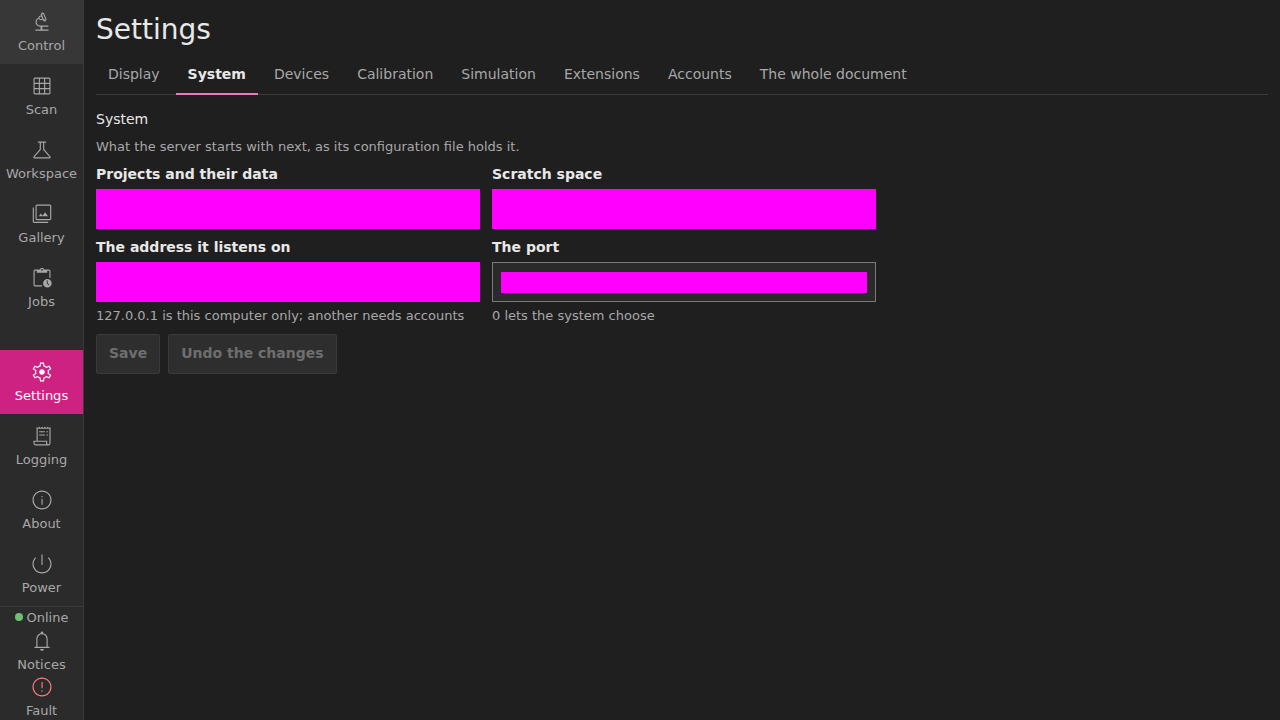 Settings
Control
Scan
Workspace
Gallery
Jobs
Settings
Logging
About
Power
Online
Notices
Fault
Display
System
Devices
Calibration
Simulation
Extensions
Accounts
The whole document
System
What the server starts with next, as its configuration file holds it.
Projects and their data
Scratch space
The address it listens on
The port
127.0.0.1 is this computer only; another needs accounts
0 lets the system choose
Save
Undo the changes